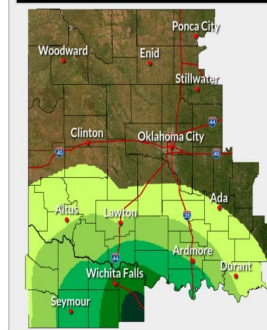 Ponca City
Woodward
Enid
Stillwater
44
Clinton
Oklahoma City
40
40
Ada
Altus
Lawton
35
Ardmore
Durant
44
Wichita Falls
Seymour